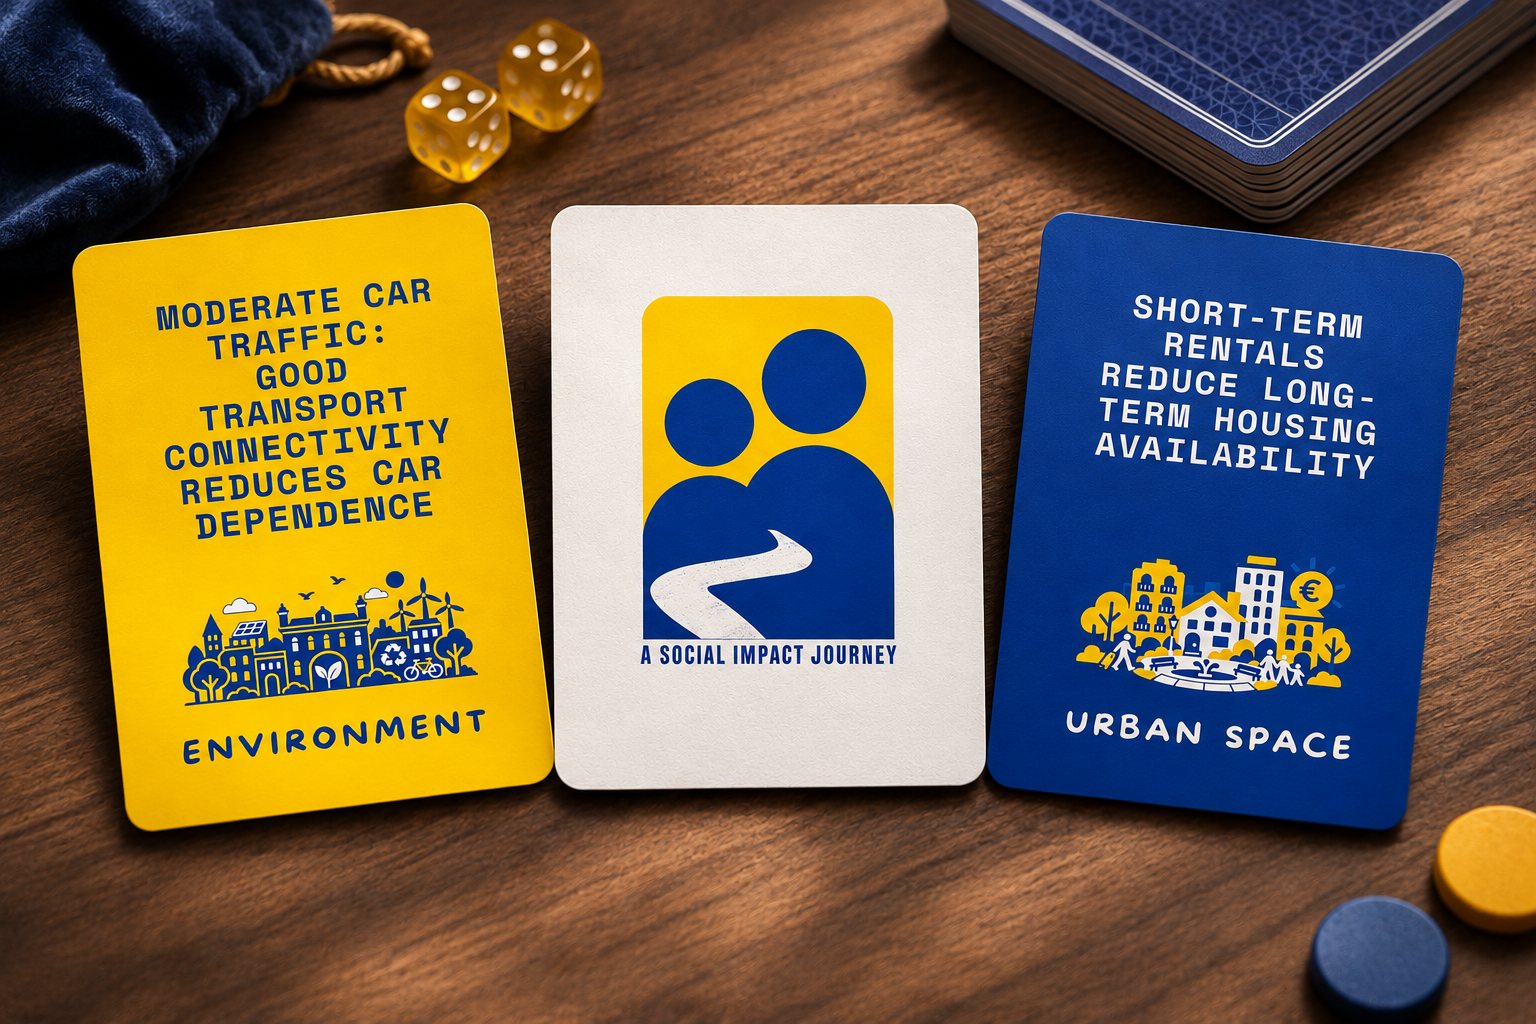 MODERATE CAR
TRAFFIC:
GOOD
TRANSPORT
CONNECTIVITY
REDUCES CAR
DEPENDENCE
ENVIRONMENT
A SOCIAL IMPACT JOURNEY
SHORT-TERM
RENTALS
REDUCE LONG-
TERM HOUSING
AVAILABILITY
€
URBAN SPACE